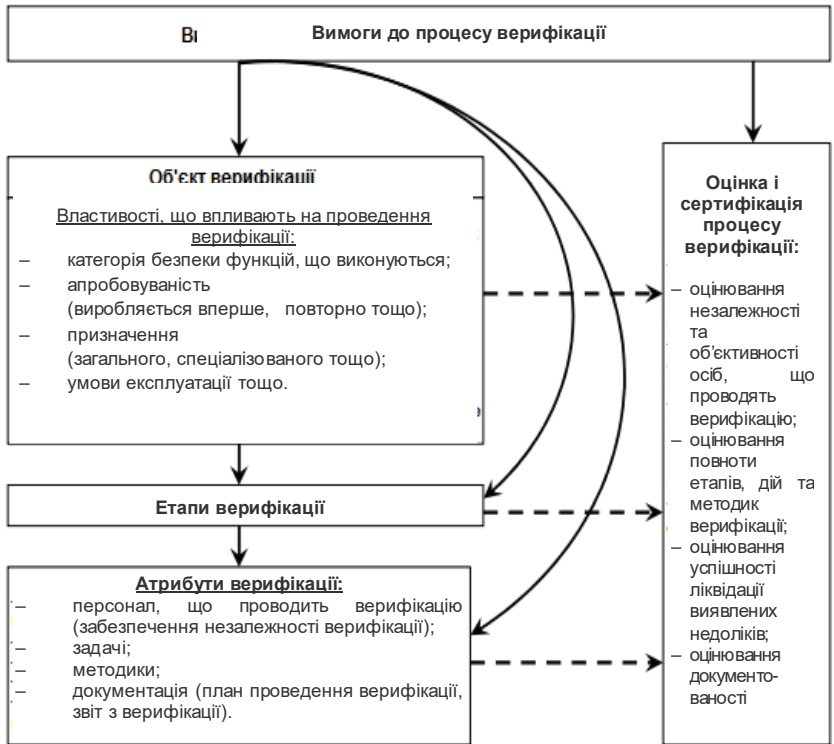 Ви
Вимоги до процесу верифікації
Об'єкт верифікації
Властивості, що впливають на проведення
верифікації:
– категорія безпеки функцій, що виконуються;
– апробовуваність
(виробляється вперше, повторно тощо);
– призначення
(загального, спеціалізованого тощо);
– умови експлуатації тощо.
Етапи верифікації
Атрибути верифікації:
– персонал, що проводить верифікацію
(забезпечення незалежності верифікації);
– задачі;
– методики;
– документація (план проведення верифікації,
звіт з верифікації).
Оцінка і
сертифікація
процесу
верифікації:
– оцінювання
незалежності
та
об’єктивності
осіб, що
проводять
верифікацію;
– оцінювання
повноти
етапів, дій та
методик
верифікації;
– оцінювання
успішності
ліквідації
виявлених
недоліків;
– оцінювання
документо-
ваності